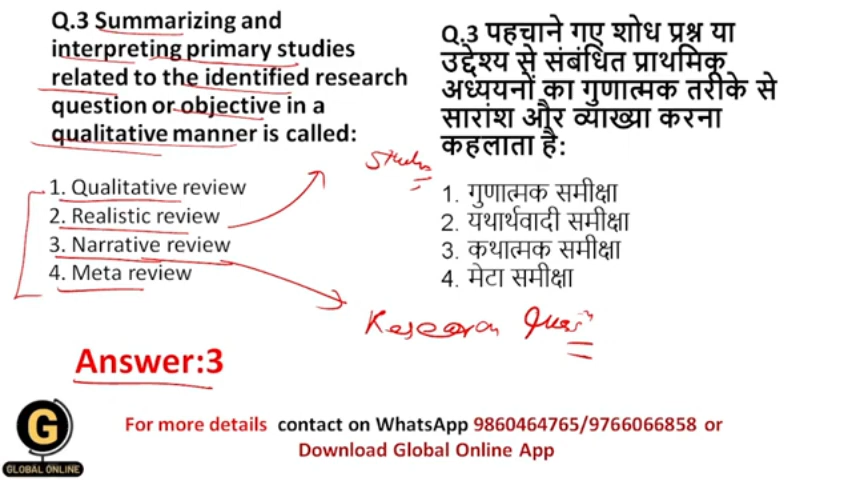 Q.3 Summarizing and
interpreting primary studies
related to the identified research
question or objective in a
qualitative manner is called:
1. Qualitative review
2. Realistic review
3. Narrative review
4. Meta review
Answer:3
Q.3 पहचाने गए शोध प्रश्न या
उद्देश्य से संबंधित प्राथमिक
अध्ययनों का गुणात्मक तरीके से
सारांश और व्याख्या करना
कहलाता है:
1. गुणात्मक समीक्षा
2. यथार्थवादी समीक्षा
3. कथात्मक समीक्षा
4. मेटा समीक्षा
Research
G
GLOBAL ONLINE
For more details contact on WhatsApp 9860464765/9766066858 or
Download Global Online App